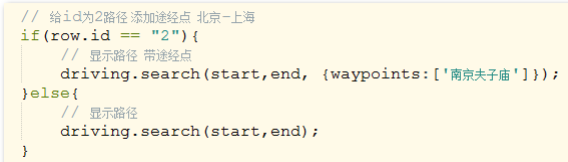 // 给id为2路径 添加途经点 北京-上海
if(row.id == "2"){
// 显示路径 带途经点
driving.search(start,end, {waypoints:['南京夫子庙']});
}else{
// 显示路径
driving.search(start,end);
}